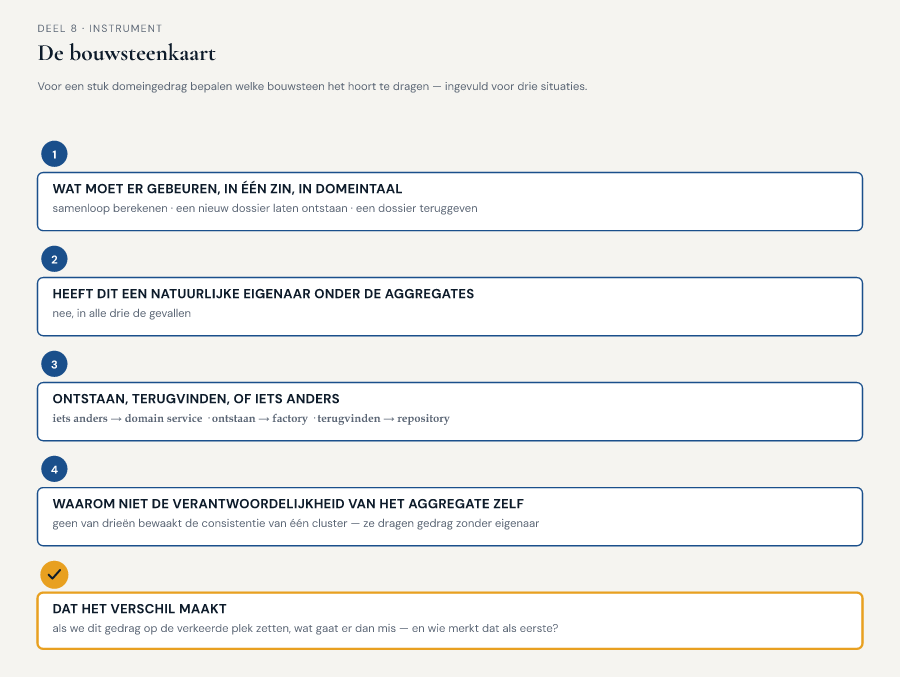 DEEL 8 · INSTRUMENT
De bouwsteenkaart
Voor een stuk domeingedrag bepalen welke bouwsteen het hoort te dragen — ingevuld voor drie situaties.
1
WAT MOET ER GEBEUREN, IN ÉÉN ZIN, IN DOMEINTAAL
samenloop berekenen · een nieuw dossier laten ontstaan · een dossier teruggeven
2
HEEFT DIT EEN NATUURLIJKE EIGENAAR ONDER DE AGGREGATES
nee, in alle drie de gevallen
3
ONTSTAAN, TERUGVINDEN, OF IETS ANDERS
iets anders → domain service · ontstaan → factory · terugvinden → repository
4
WAAROM NIET DE VERANTWOORDELIJKHEID VAN HET AGGREGATE ZELF
geen van drieën bewaakt de consistentie van één cluster — ze dragen gedrag zonder eigenaar
✓
DAT HET VERSCHIL MAAKT
als we dit gedrag op de verkeerde plek zetten, wat gaat er dan mis — en wie merkt dat als eerste?